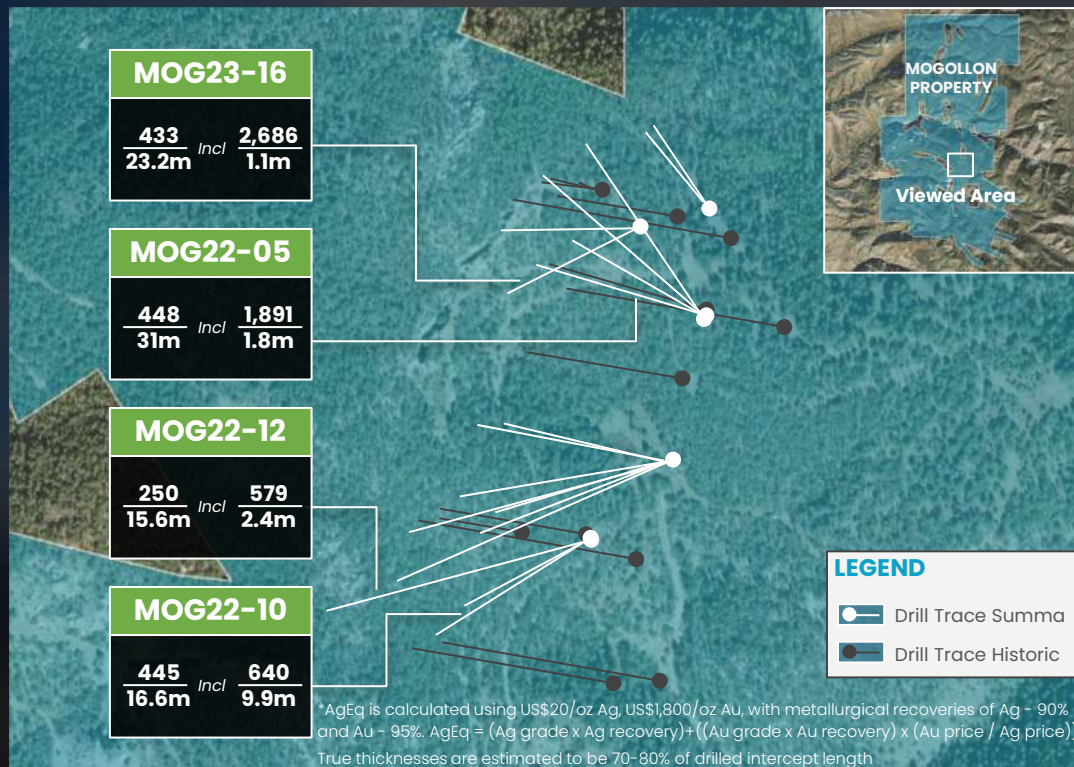 MOG23-16
433 Incl 2,686
23.2m 1.1m
MOG22-05
448 Incl 1,891
31m 1.8m
MOG22-12
250 Incl 579
15.6m 2.4m
MOG22-10
445 Incl 640
16.6m 9.9m
MOGOLLON
PROPERTY
Viewed Area
LEGEND
Drill Trace Summa
Drill Trace Historic
*AgEq is calculated using US$20/oz Ag, US$1,800/oz Au, with metallurgical recoveries of Ag - 90%
and Au - 95%. AgEq = (Ag grade x Ag recovery)+((Au grade x Au recovery) x (Au price / Ag price))
True thicknesses are estimated to be 70-80% of drilled intercept length